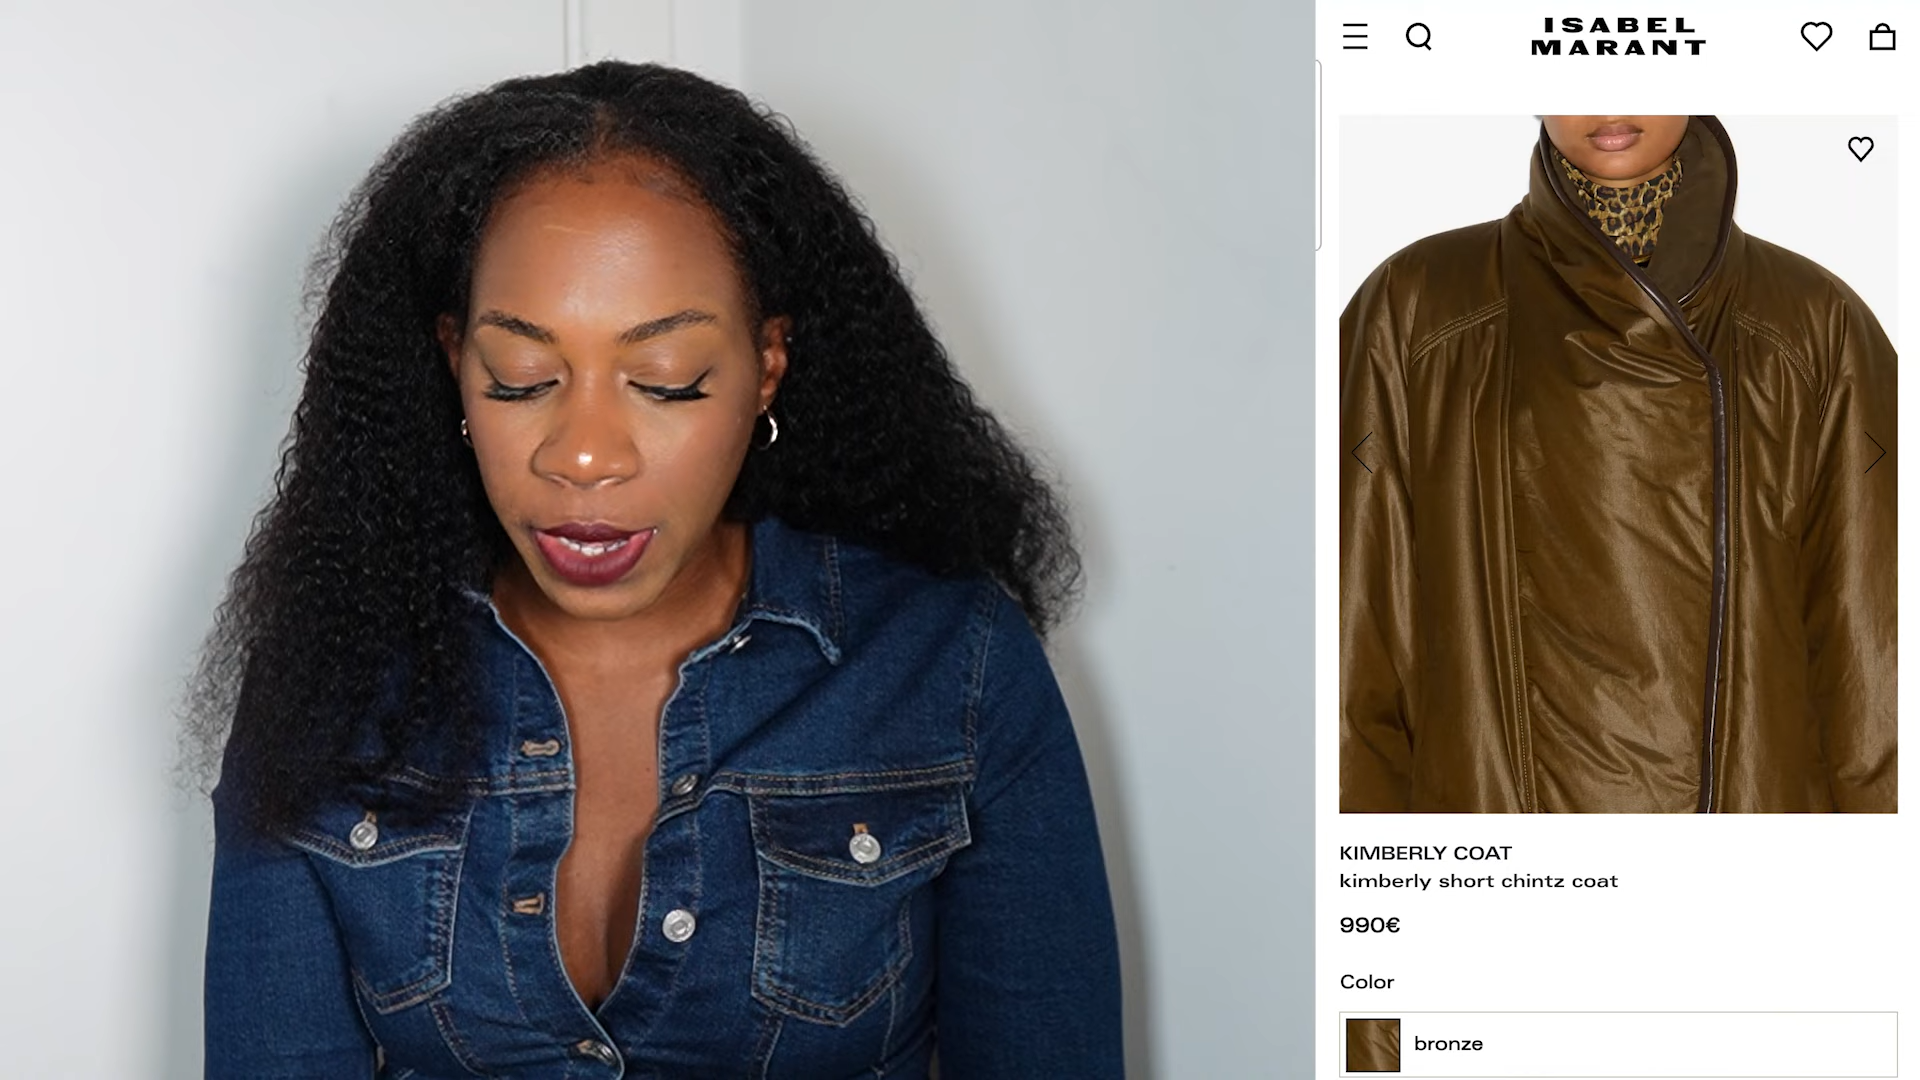 ISABEL
MARANT
KIMBERLY COAT
kimberly short chintz coat
990€
Color
bronze